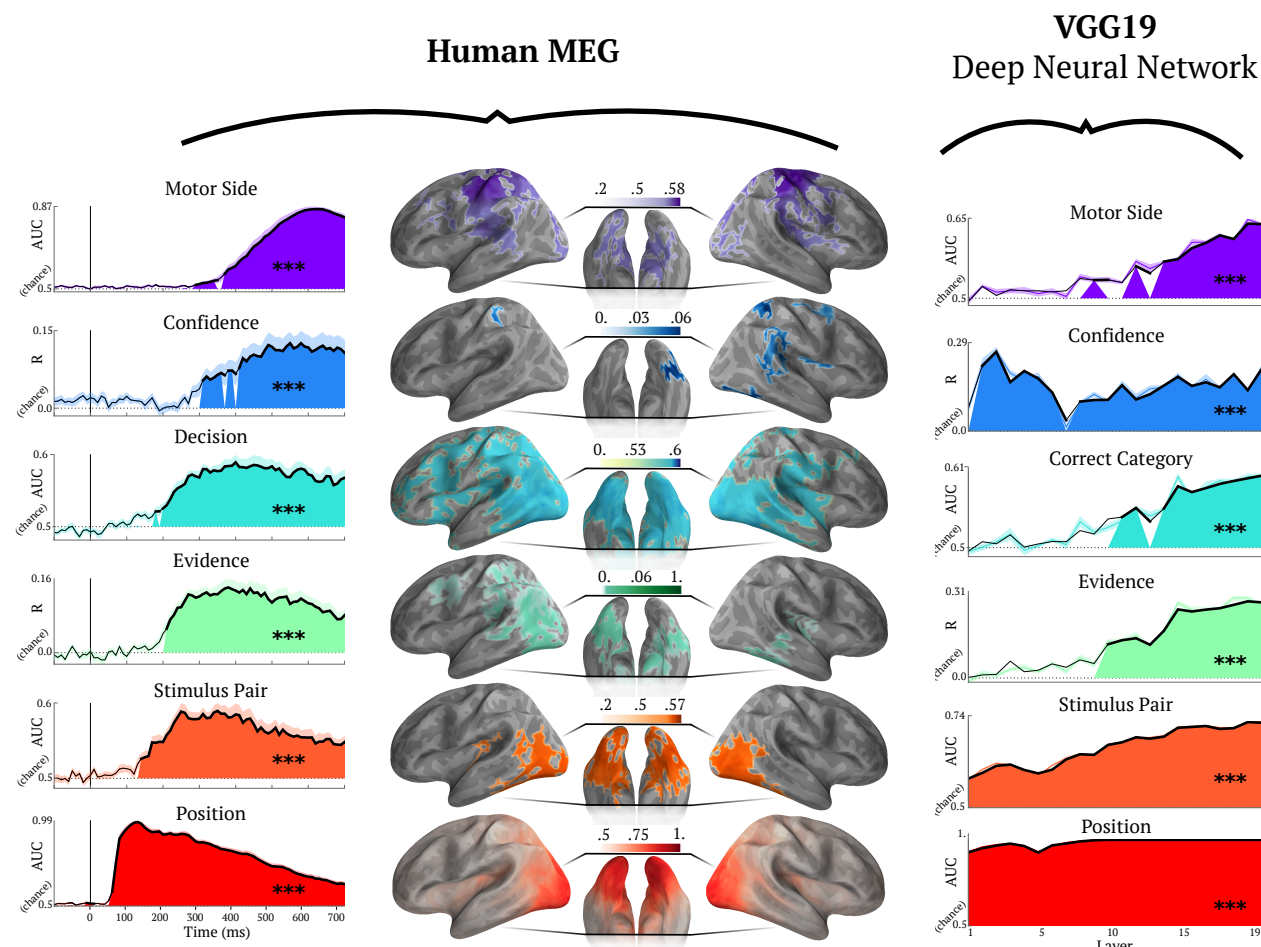 Human MEG
VGG19
Deep Neural Network
Motor Side
0.87
AUC
(chance)
0.5
***
.2 .5 .58
Confidence
0.15
R
(chance)
0.0
***
0. .03 .06
Decision
0.6
AUC
(chance)
0.5
***
0. .53 .6
Evidence
0.16
R
(chance)
0.0
***
0. .06 1.
Stimulus Pair
0.6
AUC
(chance)
0.5
***
.2 .5 .57
Position
0.99
AUC
(chance)
0.5
***
0 100 200 300 400 500 600 700
Time (ms)
.5 .75 1.
Motor Side
0.65
AUC
(chance)
0.5
***
Confidence
0.29
R
(chance)
0.0
***
Correct Category
0.61
AUC
(chance)
0.5
***
Evidence
0.31
R
(chance)
0.0
***
Stimulus Pair
0.74
AUC
(chance)
0.5
***
Position
1.
AUC
(chance)
0.5
***
1 5 10 15 19
Layer